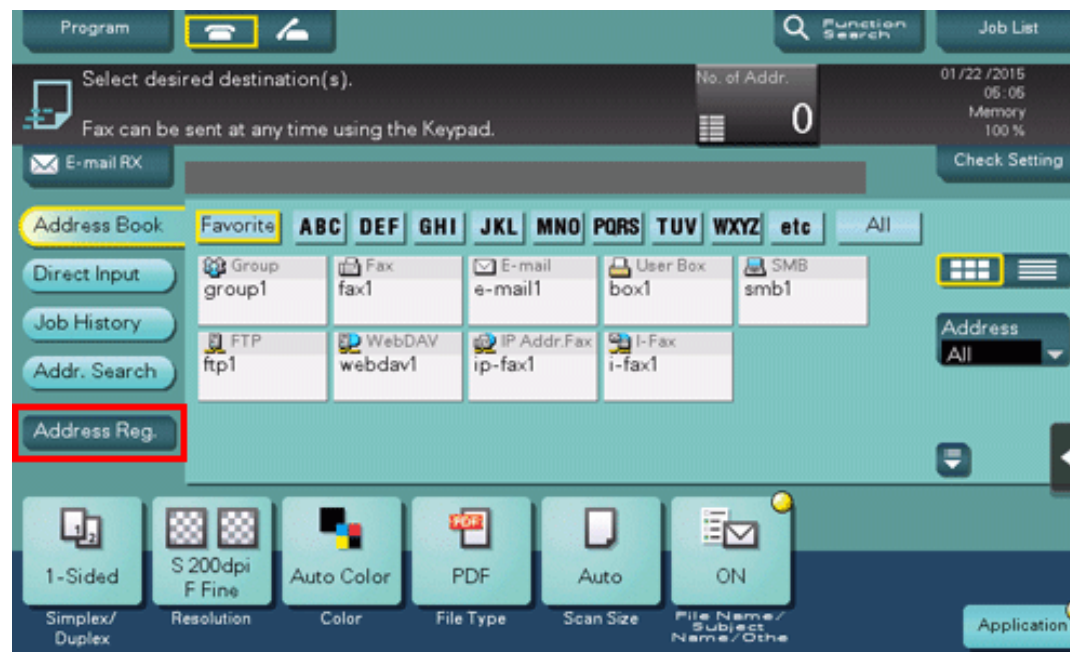 Program
Function
Search
Job List
Select desired destination(s).
Fax can be sent at any time using the Keypad.
No. of Addr.
0
01/22/2015
05:05
Memory
100 %
E-mail RX
Check Setting
Address Book
Favorite ABC DEF GHI JKL MNO PQRS TUV WXYZ etc All
Direct Input
Group Fax E-mail User Box SMB
group1 fax1 e-mail1 box1 smb1
Job History
FTP WebDAV IP Addr.Fax I-Fax
ftp1 webdav1 ip-fax1 i-fax1
Address
All
Addr. Search
Address Reg.
1 2
1-Sided
S 200dpi
F Fine
Auto Color
PDF
PDF
Auto
ON
Simplex/
Duplex
Resolution
Color
File Type
Scan Size
File Name/
Subject
Name/Othe
Application